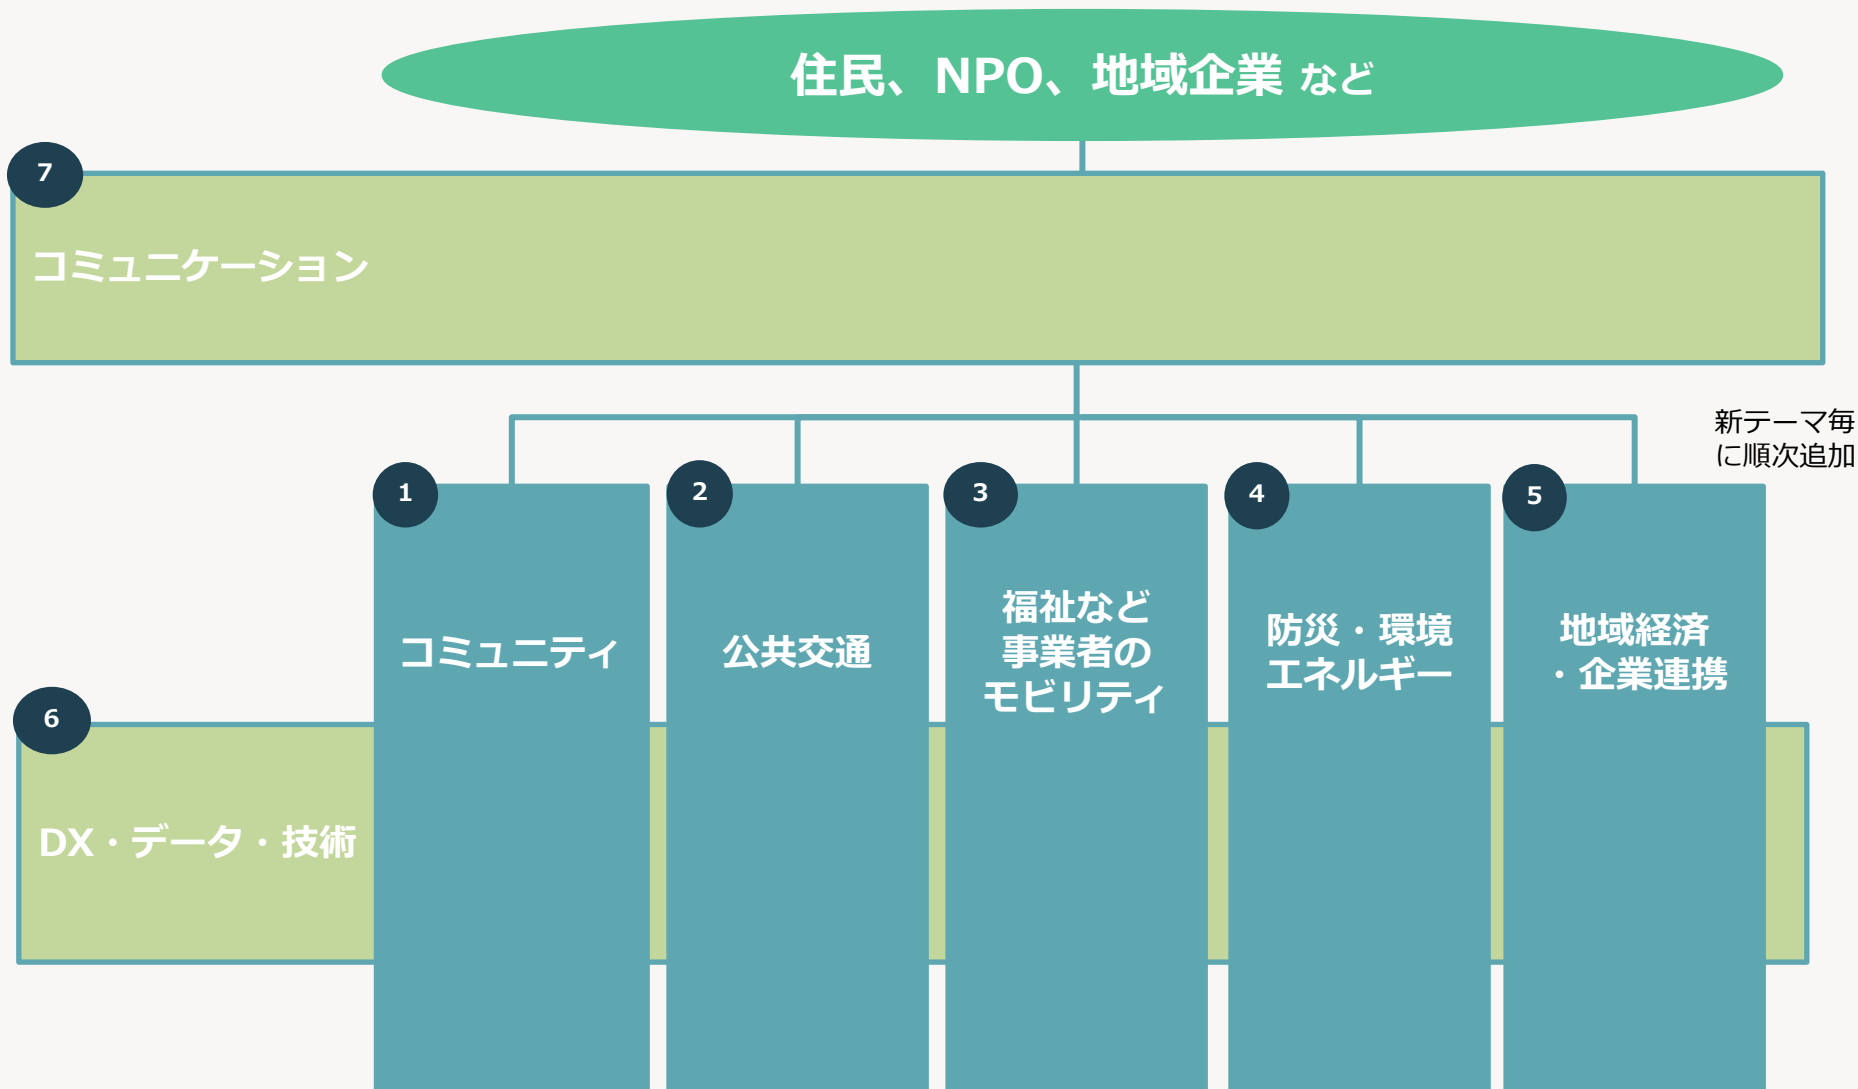 住民、NPO、地域企業 など
7
コミュニケーション
新テーマ毎
に順次追加
1
コミュニティ
2
公共交通
3
福祉など
事業者の
モビリティ
4
防災・環境
エネルギー
5
地域経済
・企業連携
6
DX・データ・技術